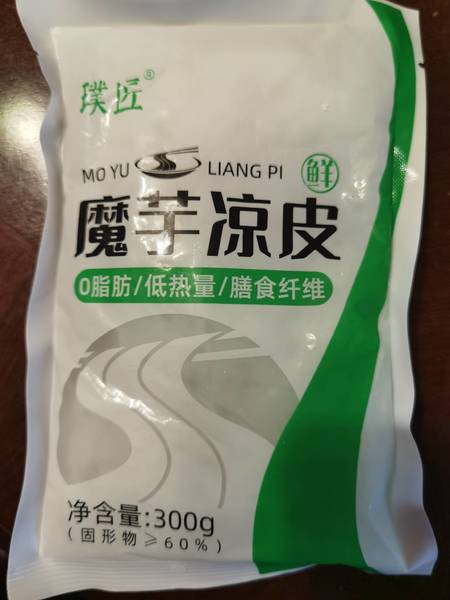 璞匠®
MO YU LIANG PI 鲜
魔芋凉皮
0脂肪/低热量/膳食纤维
净含量:300g
(固形物≥60%)